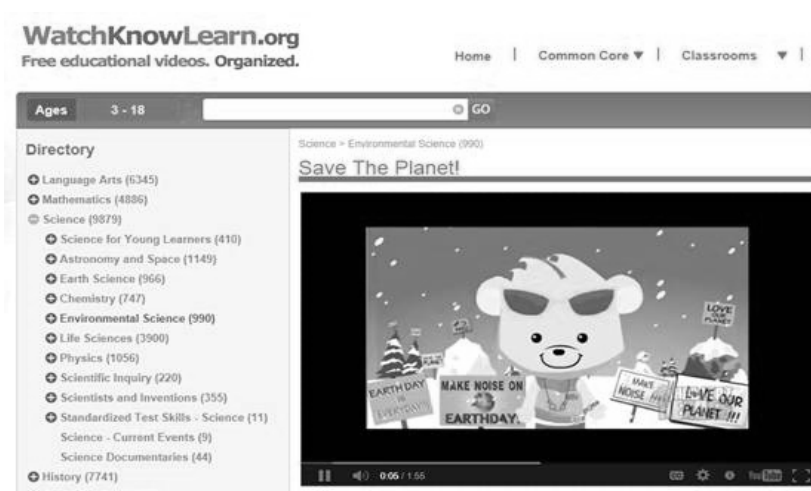 WatchKnowLearn.org
Free educational videos. Organized.
Home | Common Core ▼ | Classrooms ▼ |
Ages 3 - 18 GO
Directory
Language Arts (6345)
Mathematics (4886)
Science (9879)
Science for Young Learners (410)
Astronomy and Space (1149)
Earth Science (966)
Chemistry (747)
Environmental Science (990)
Life Sciences (3900)
Physics (1056)
Scientific Inquiry (220)
Scientists and Inventions (355)
Standardized Test Skills - Science (11)
Science - Current Events (9)
Science Documentaries (44)
History (7741)
Science > Environmental Science (990)
Save The Planet!
LOVE
OUR
PLANET
EARTH DAY
IS
EVERYDAY
MAKE NOISE ON
EARTHDAY
MAKE
NOISE
LOVE OUR
PLANET !!!
0:05 / 1:55
CC
YouTube